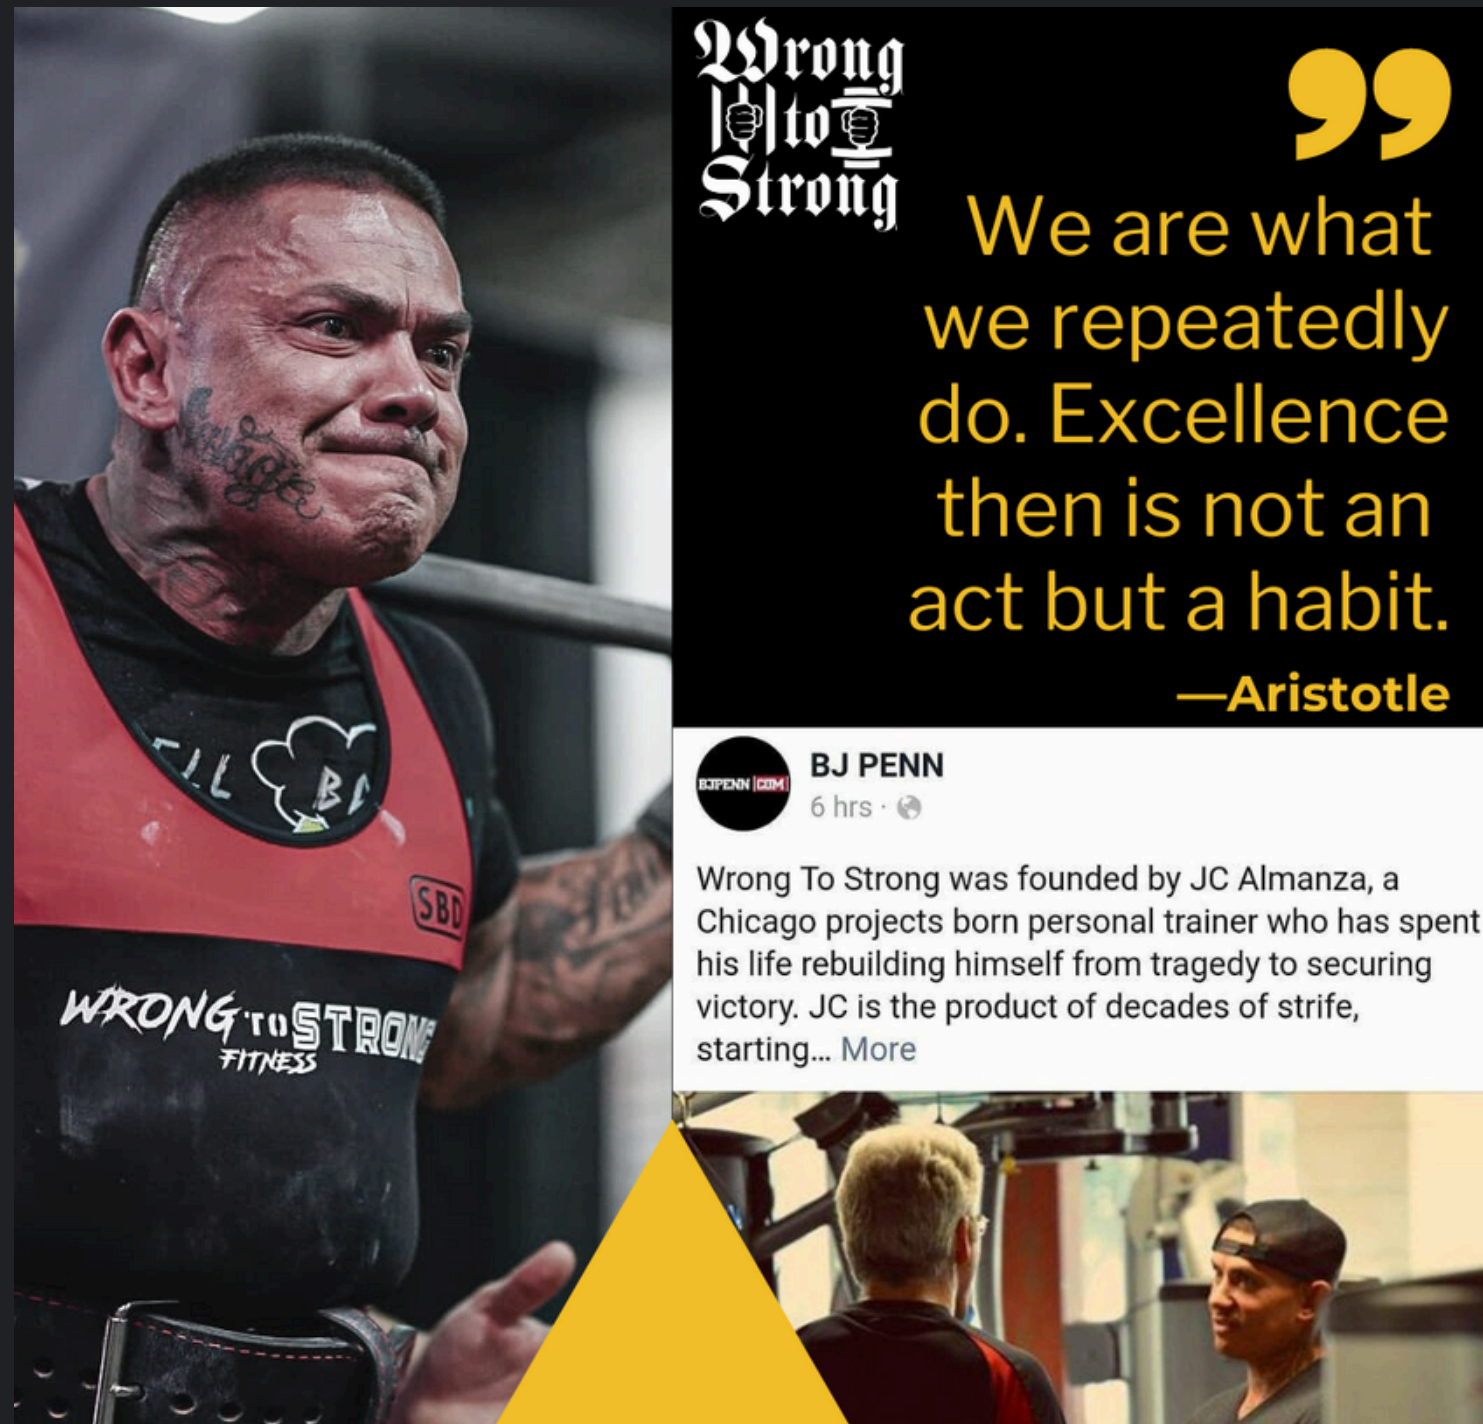 Wrong
to
Strong
We are what
we repeatedly
do. Excellence
then is not an
act but a habit.
—Aristotle
BJPENN COM
BJ PENN
6 hrs ·
Wrong To Strong was founded by JC Almanza, a
Chicago projects born personal trainer who has spent
his life rebuilding himself from tragedy to securing
victory. JC is the product of decades of strife,
starting... More
SBD
WRONG TO STRONG
FITNESS